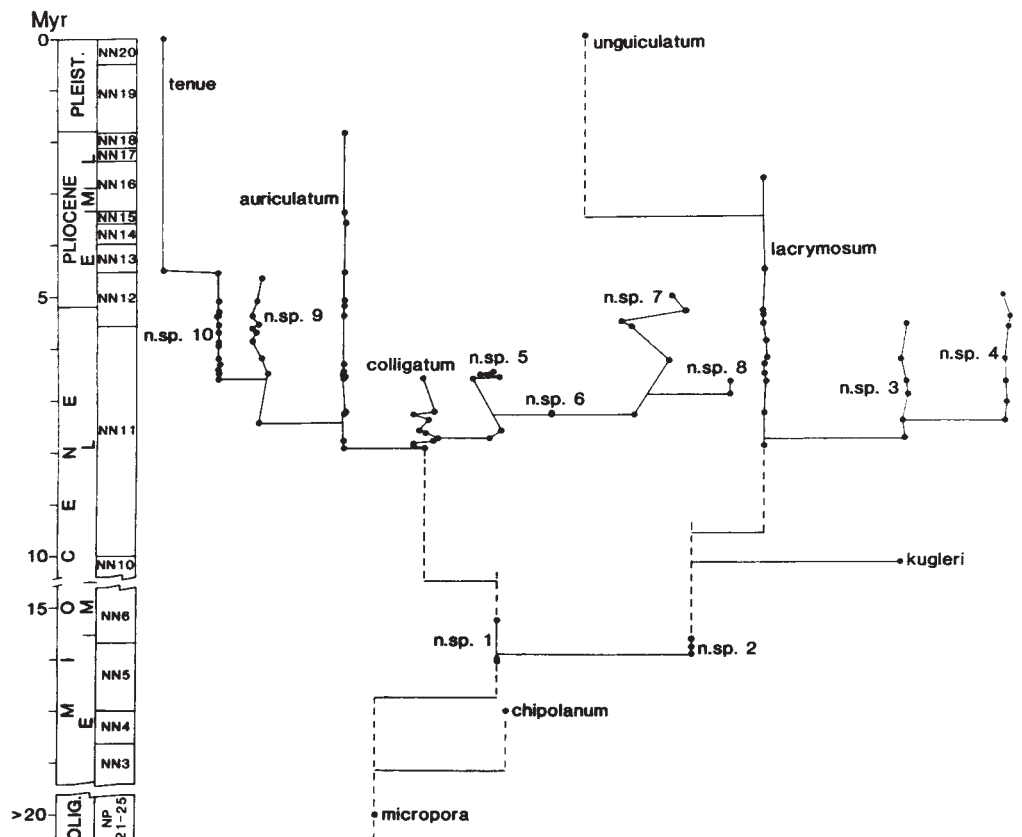 Myr
0
5
10
15
>20
PLEIST.
PLIOCENE
E M L
MIOCENE
E M L
OLIG.
NN20
NN19
NN18
NN17
NN16
NN15
NN14
NN13
NN12
NN11
NN10
NN6
NN5
NN4
NN3
NP
21-25
tenue
unguiculatum
auriculatum
lacrymosum
n.sp. 10
n.sp. 9
colligatum
n.sp. 5
n.sp. 6
n.sp. 7
n.sp. 8
n.sp. 3
n.sp. 4
kugleri
n.sp. 1
n.sp. 2
chipolanum
micropora